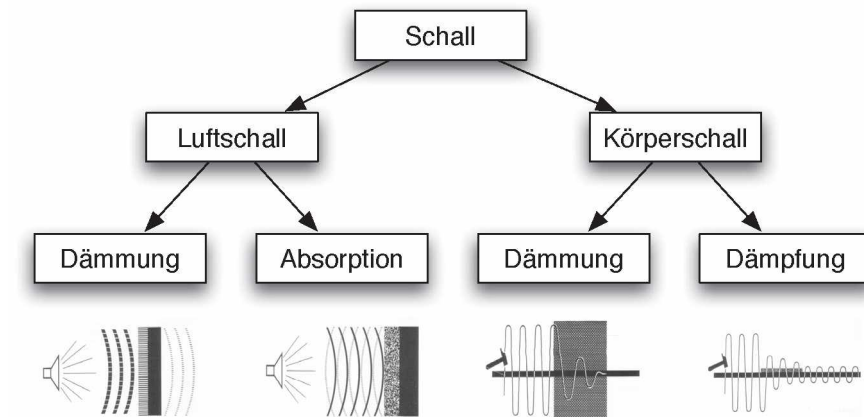 Schall
Luftschall
Körperschall
Dämmung
Absorption
Dämmung
Dämpfung